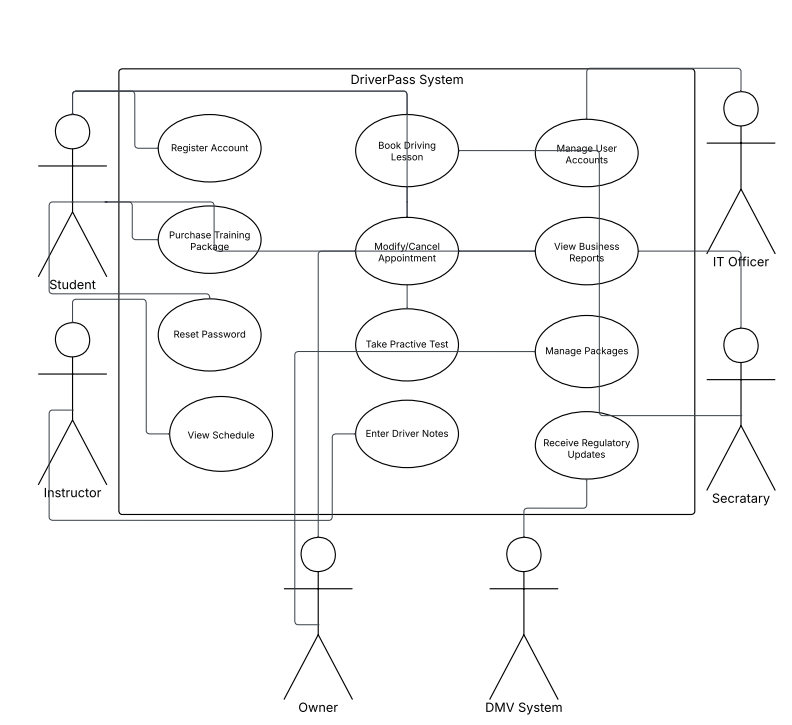 DriverPass System
Register Account
Book Driving
Lesson
Manage User
Accounts
Purchase Training
Package
Modify/Cancel
Appointment
View Business
Reports
IT Officer
Student
Reset Password
Take Practive Test
Manage Packages
View Schedule
Enter Driver Notes
Receive Regulatory
Updates
Instructor
Secratary
Owner
DMV System